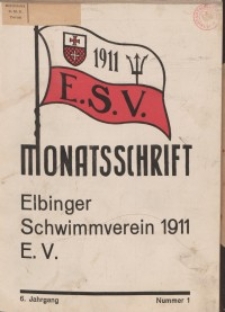 1911
E.S.V.
MONATSSCHRIFT
Elbinger
Schwimmverein 1911
E. V.
6. Jahrgang Nummer 1